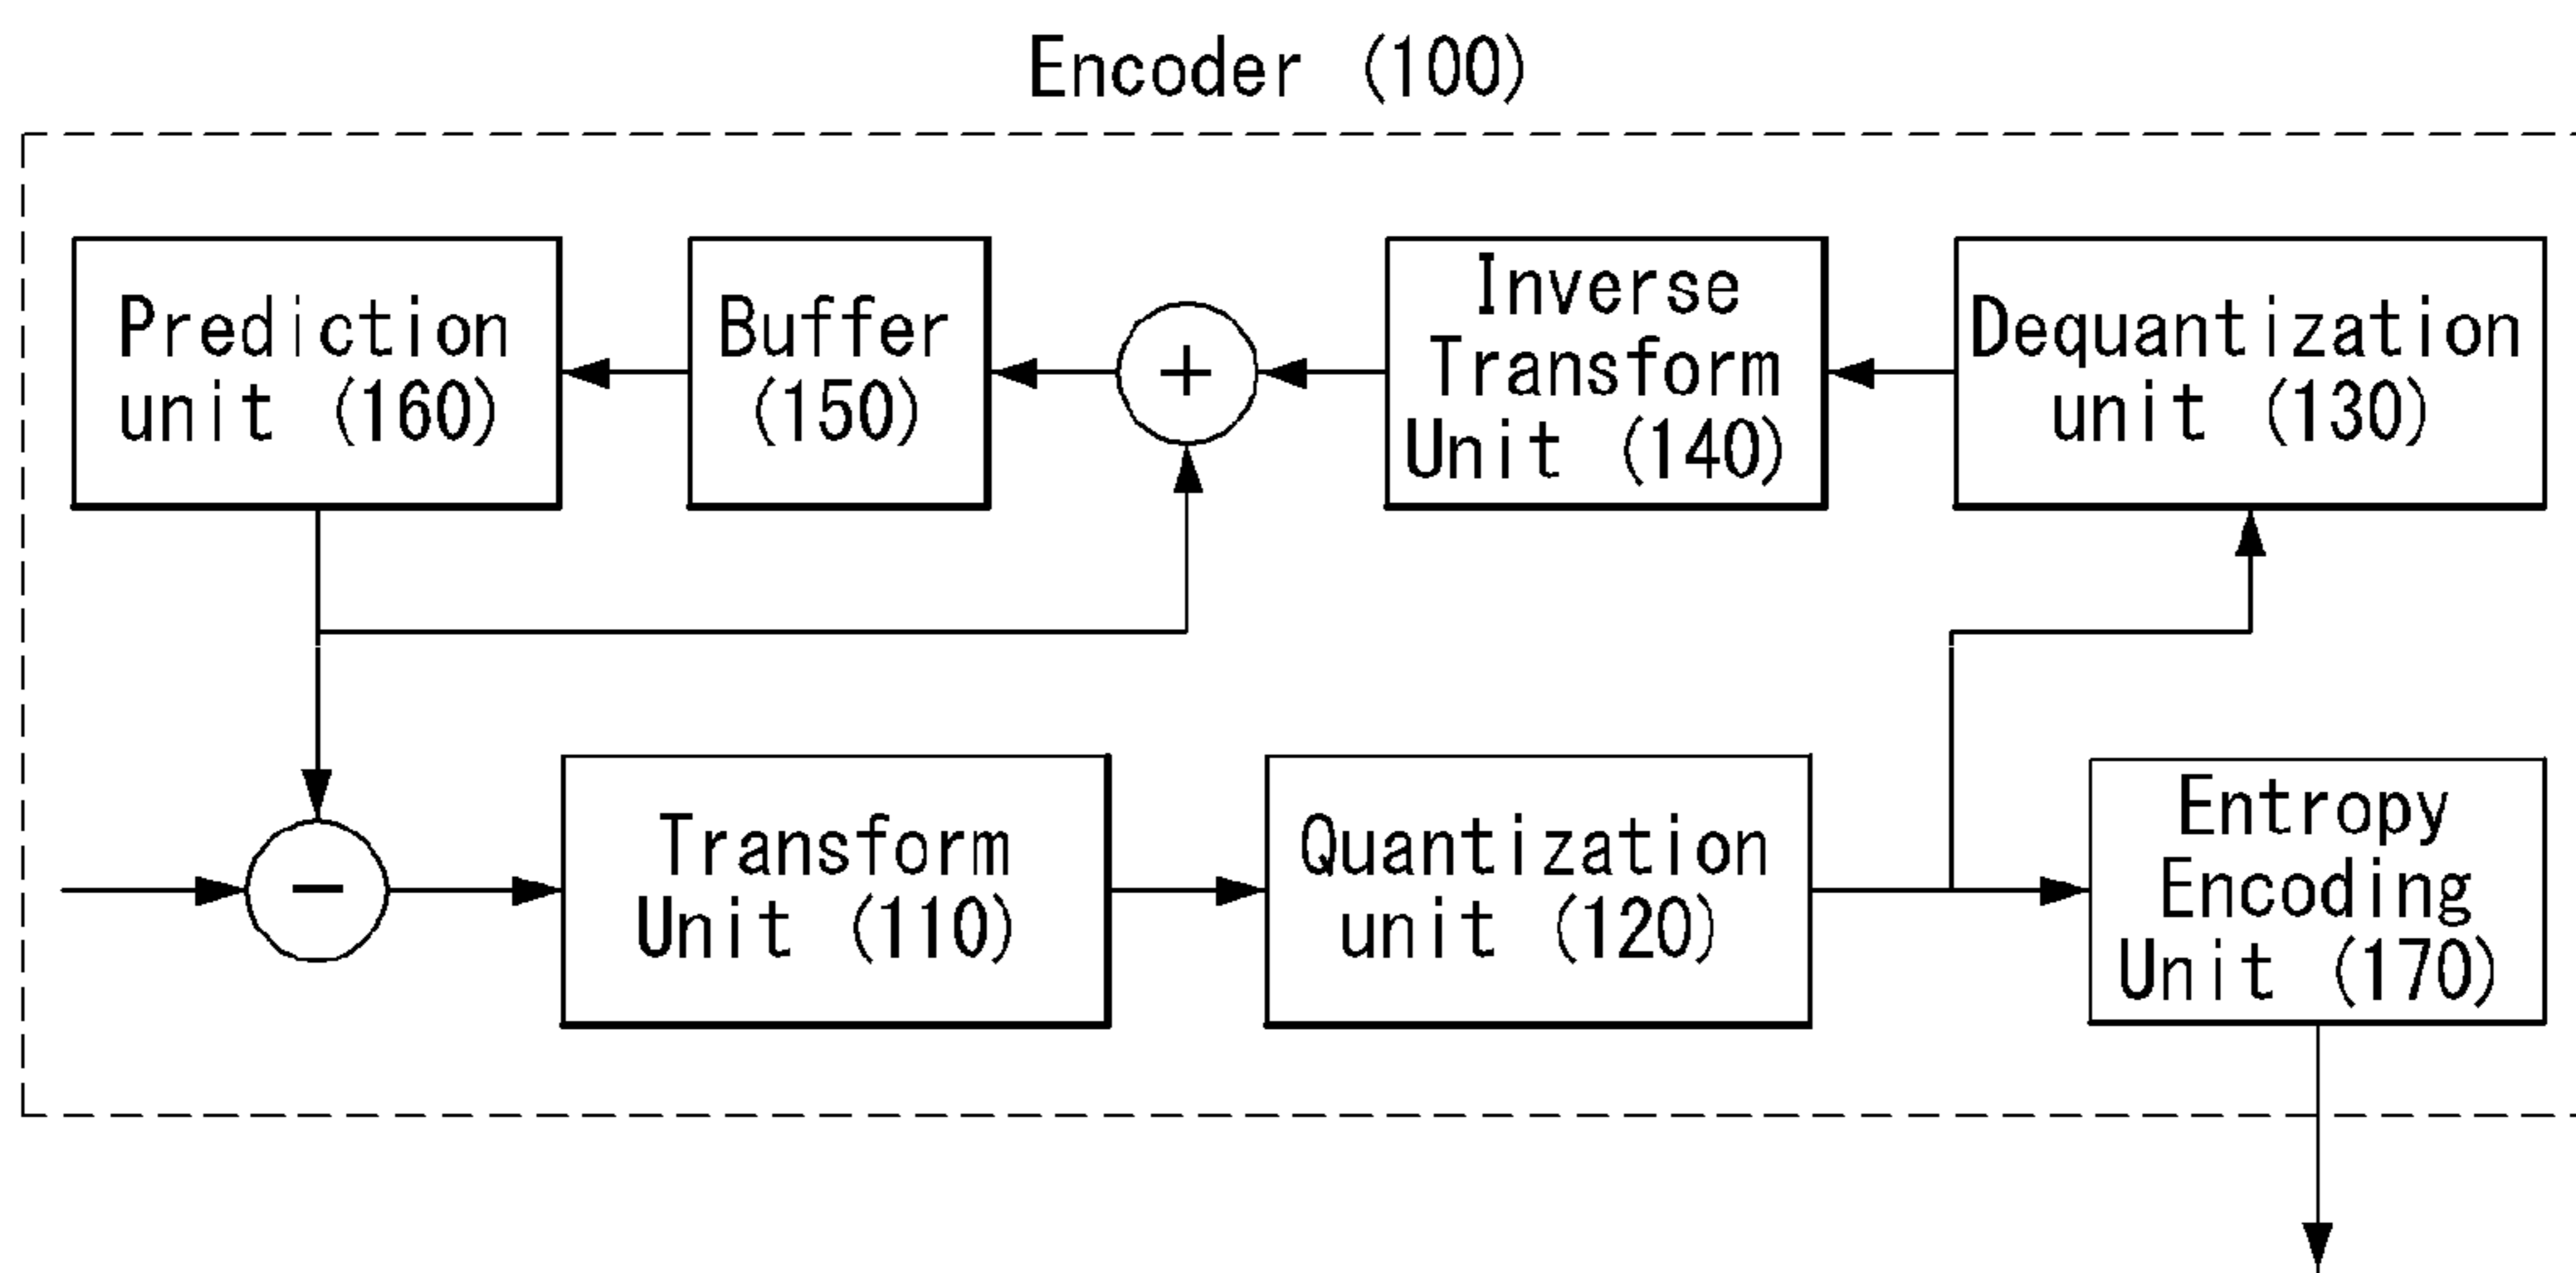 Encoder (100)
Prediction
unit (160)
Buffer
(150)
+
Inverse
Transform
Unit (140)
Dequantization
unit (130)
−
Transform
Unit (110)
Quantization
unit (120)
Entropy
Encoding
Unit (170)